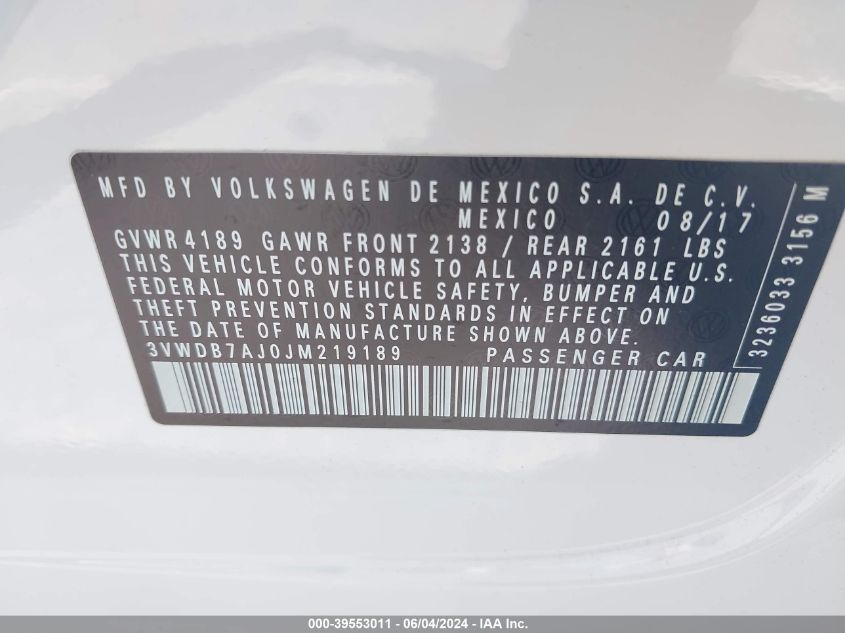 MFD BY VOLKSWAGEN DE MEXICO S.A. DE C.V.
MEXICO 08/17
GVWR 4189 GAWR FRONT 2138 / REAR 2161 LBS
THIS VEHICLE CONFORMS TO ALL APPLICABLE U.S.
FEDERAL MOTOR VEHICLE SAFETY, BUMPER AND
THEFT PREVENTION STANDARDS IN EFFECT ON
THE DATE OF MANUFACTURE SHOWN ABOVE.
3VWDB7AJ0JM219189 PASSENGER CAR
3236033 3156 M
000-39553011 - 06/04/2024 - IAA Inc.